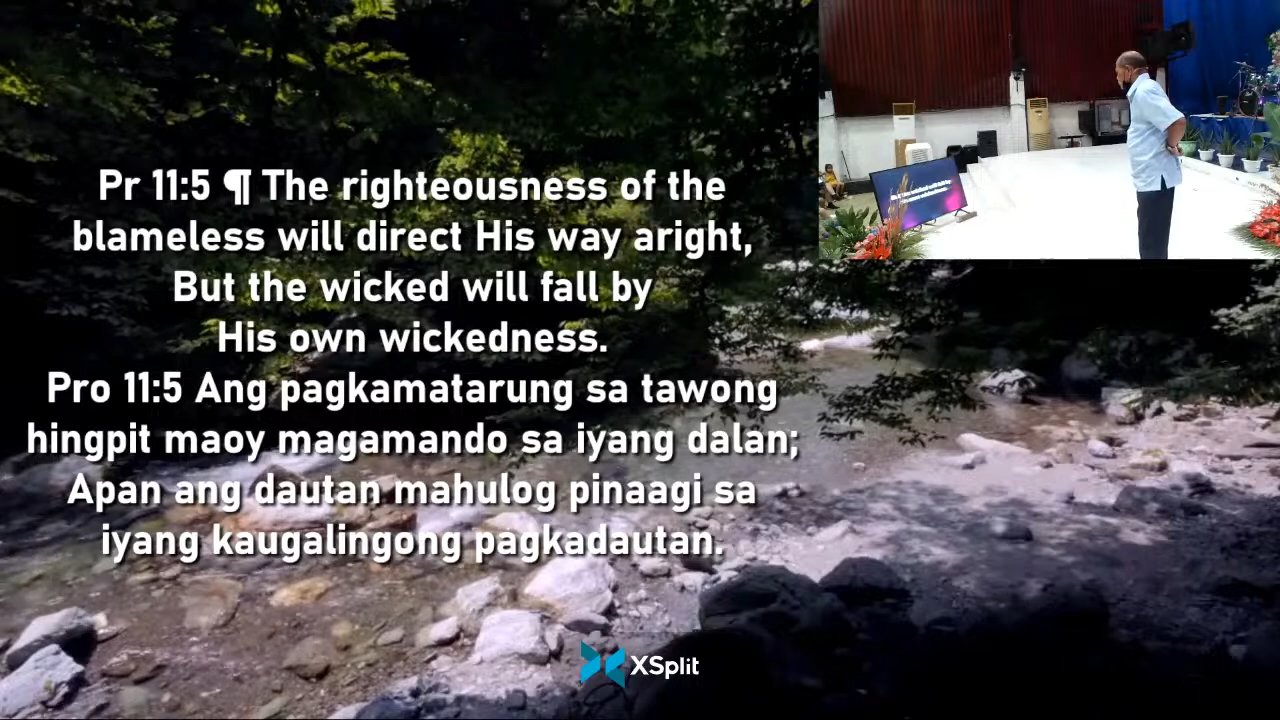 Pr 11:5 ¶ The righteousness of the
blameless will direct His way aright,
But the wicked will fall by
His own wickedness.
Pro 11:5 Ang pagkamatarung sa tawong
hingpit maoy magamando sa iyang dalan;
Apan ang dautan mahulog pinaagi sa
iyang kaugalingong pagkadautan.
XSplit